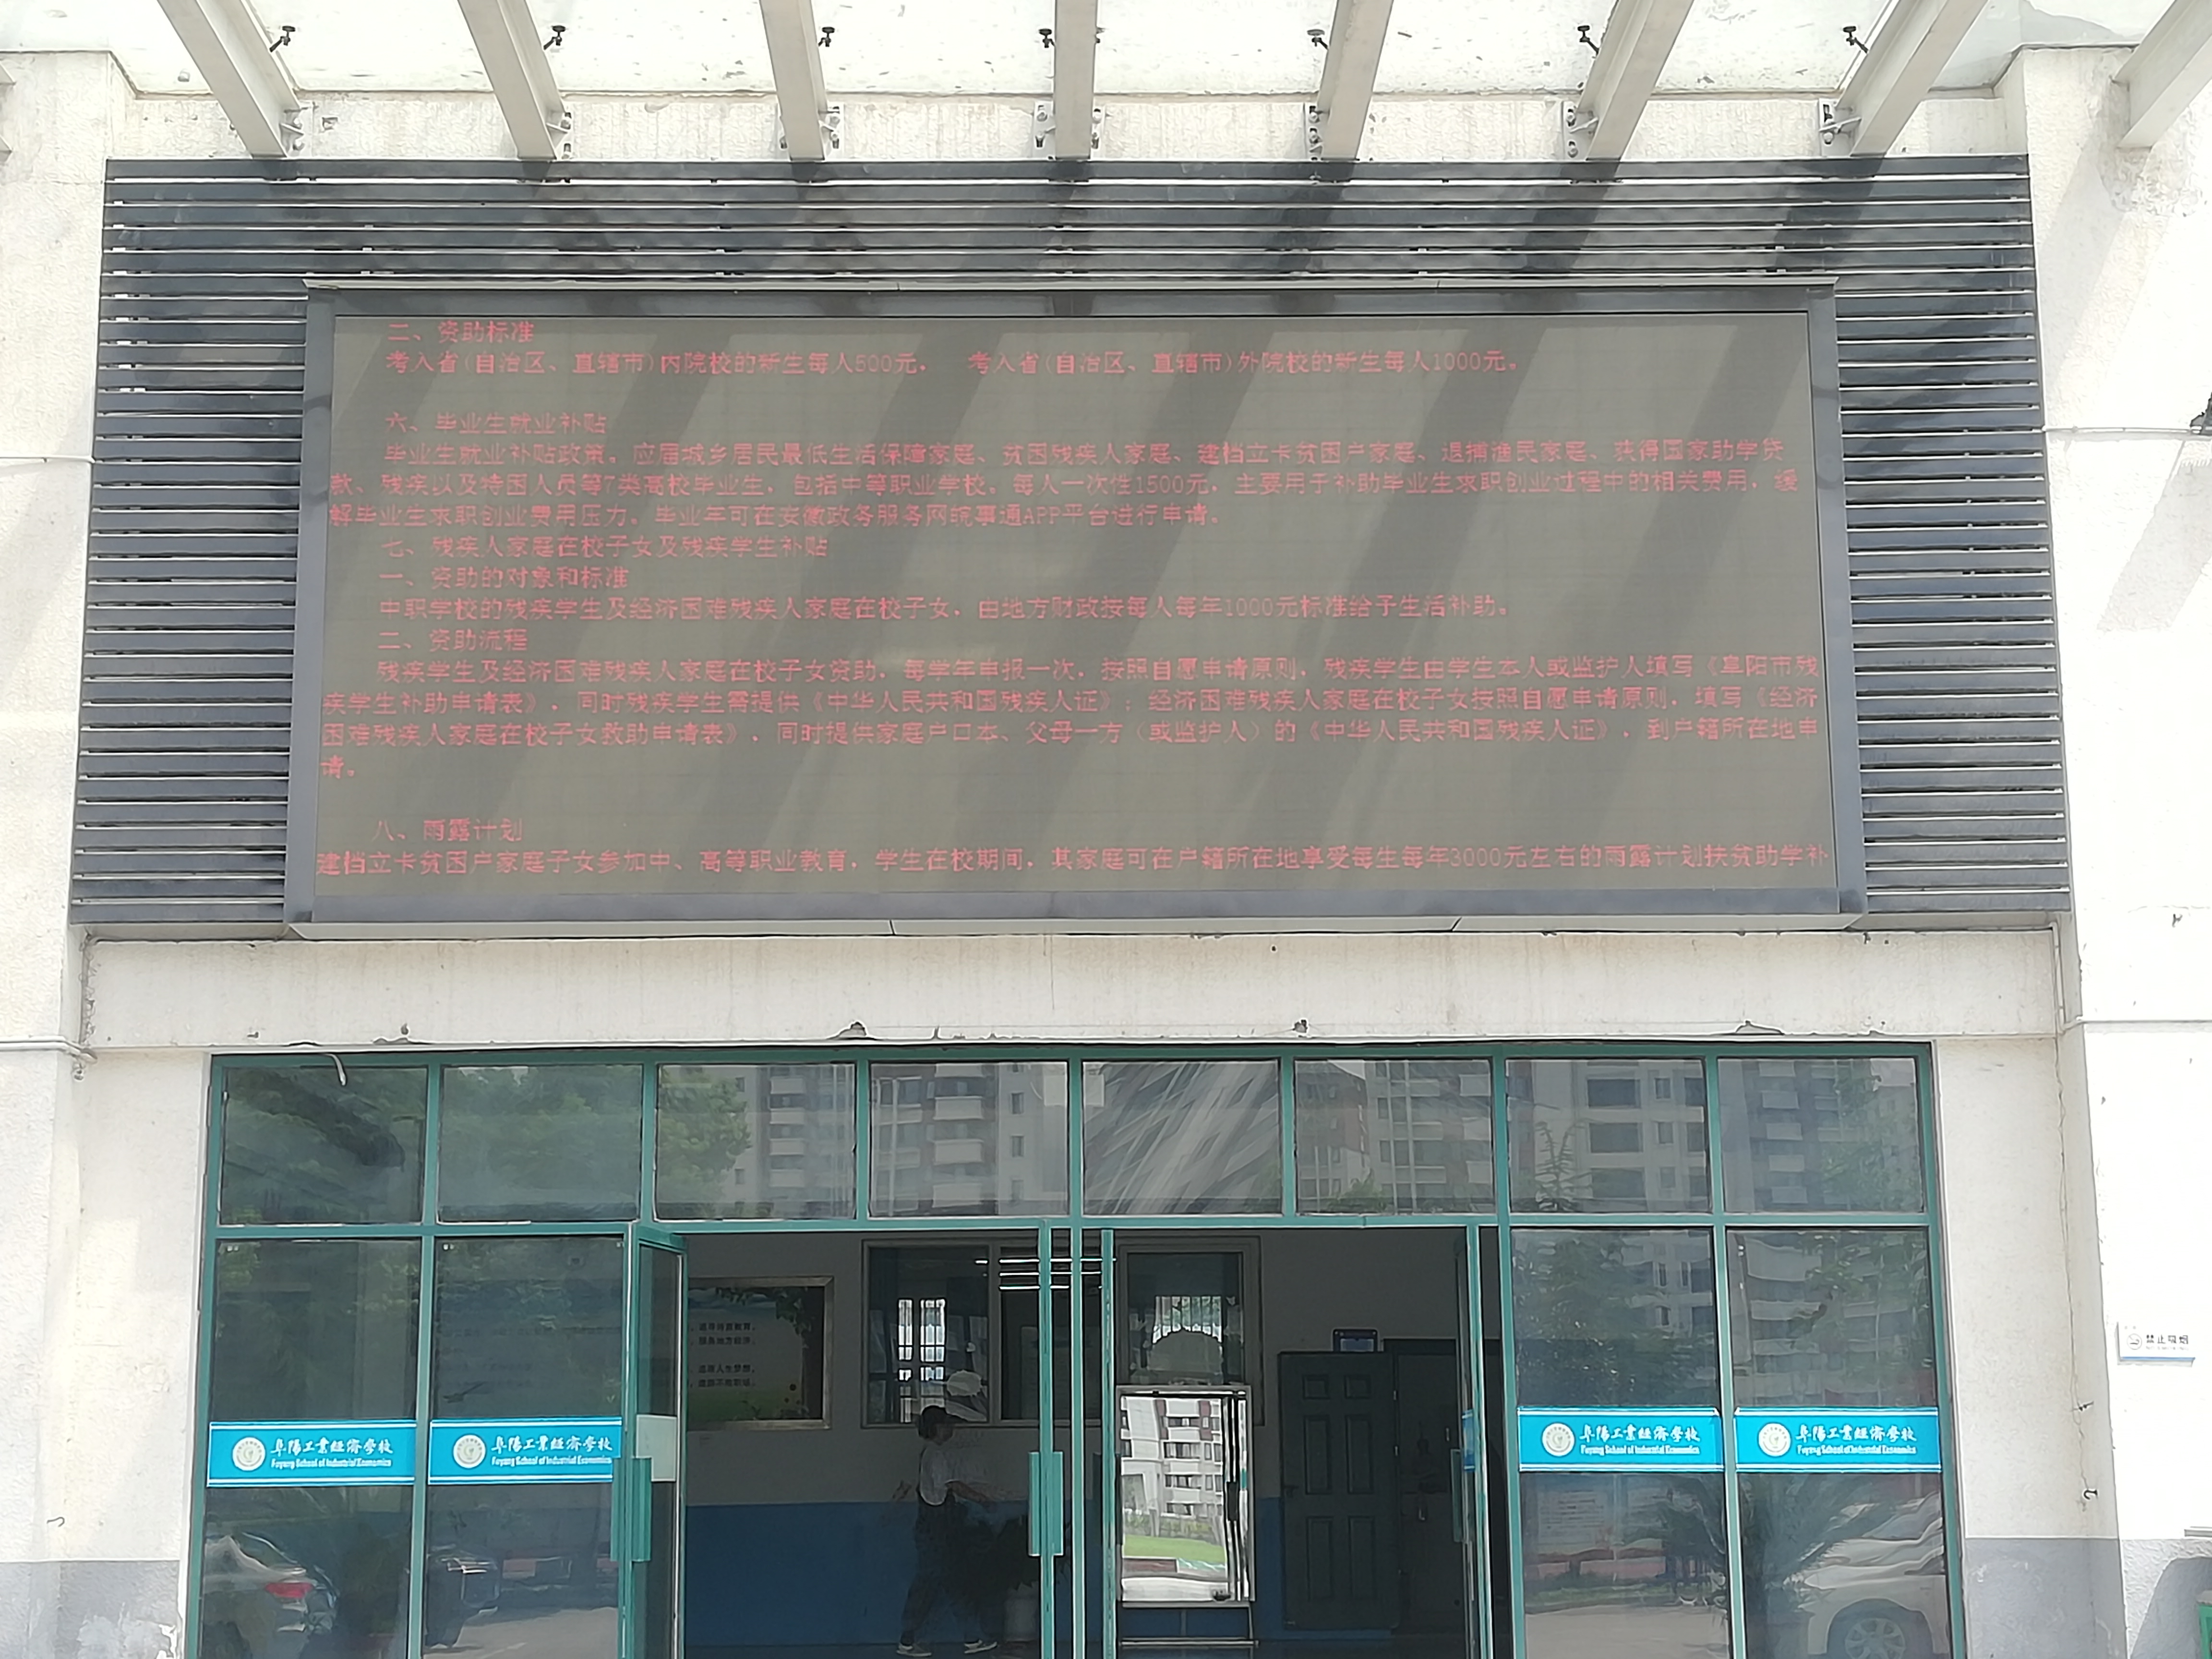 二、资助标准
考入省(自治区、直辖市)内院校的新生每人500元， 考入省(自治区、直辖市)外院校的新生每人1000元。
六、毕业生就业补贴
毕业生就业补贴政策。应届城乡居民最低生活保障家庭、贫困残疾人家庭、建档立卡贫困户家庭、退捕渔民家庭、获得国家助学贷
款、残疾以及特困人员等7类高校毕业生，包括中等职业学校。每人一次性1500元，主要用于补助毕业生求职创业过程中的相关费用，缓
解毕业生求职创业费用压力。毕业年可在安徽政务服务网皖事通APP平台进行申请。
七、残疾人家庭在校子女及残疾学生补贴
一、资助的对象和标准
中职学校的残疾学生及经济困难残疾人家庭在校子女，由地方财政按每人每年1000元标准给予生活补助。
二、资助流程
残疾学生及经济困难残疾人家庭在校子女资助，每学年申报一次，按照自愿申请原则，残疾学生由学生本人或监护人填写《阜阳市残
疾学生补助申请表》，同时残疾学生需提供《中华人民共和国残疾人证》；经济困难残疾人家庭在校子女按照自愿申请原则，填写《经济
困难残疾人家庭在校子女救助申请表》，同时提供家庭户口本、父母一方（或监护人）的《中华人民共和国残疾人证》，到户籍所在地申
请。
八、雨露计划
建档立卡贫困户家庭子女参加中、高等职业教育，学生在校期间，其家庭可在户籍所在地享受每生每年3000元左右的雨露计划扶贫助学补
禁止吸烟
阜陽工業經濟學校
Fuyang School of Industrial Economics
阜陽工業經濟學校
Fuyang School of Industrial Economics
阜陽工業經濟學校
Fuyang School of Industrial Economics
阜陽工業經濟學校
Fuyang School of Industrial Economics